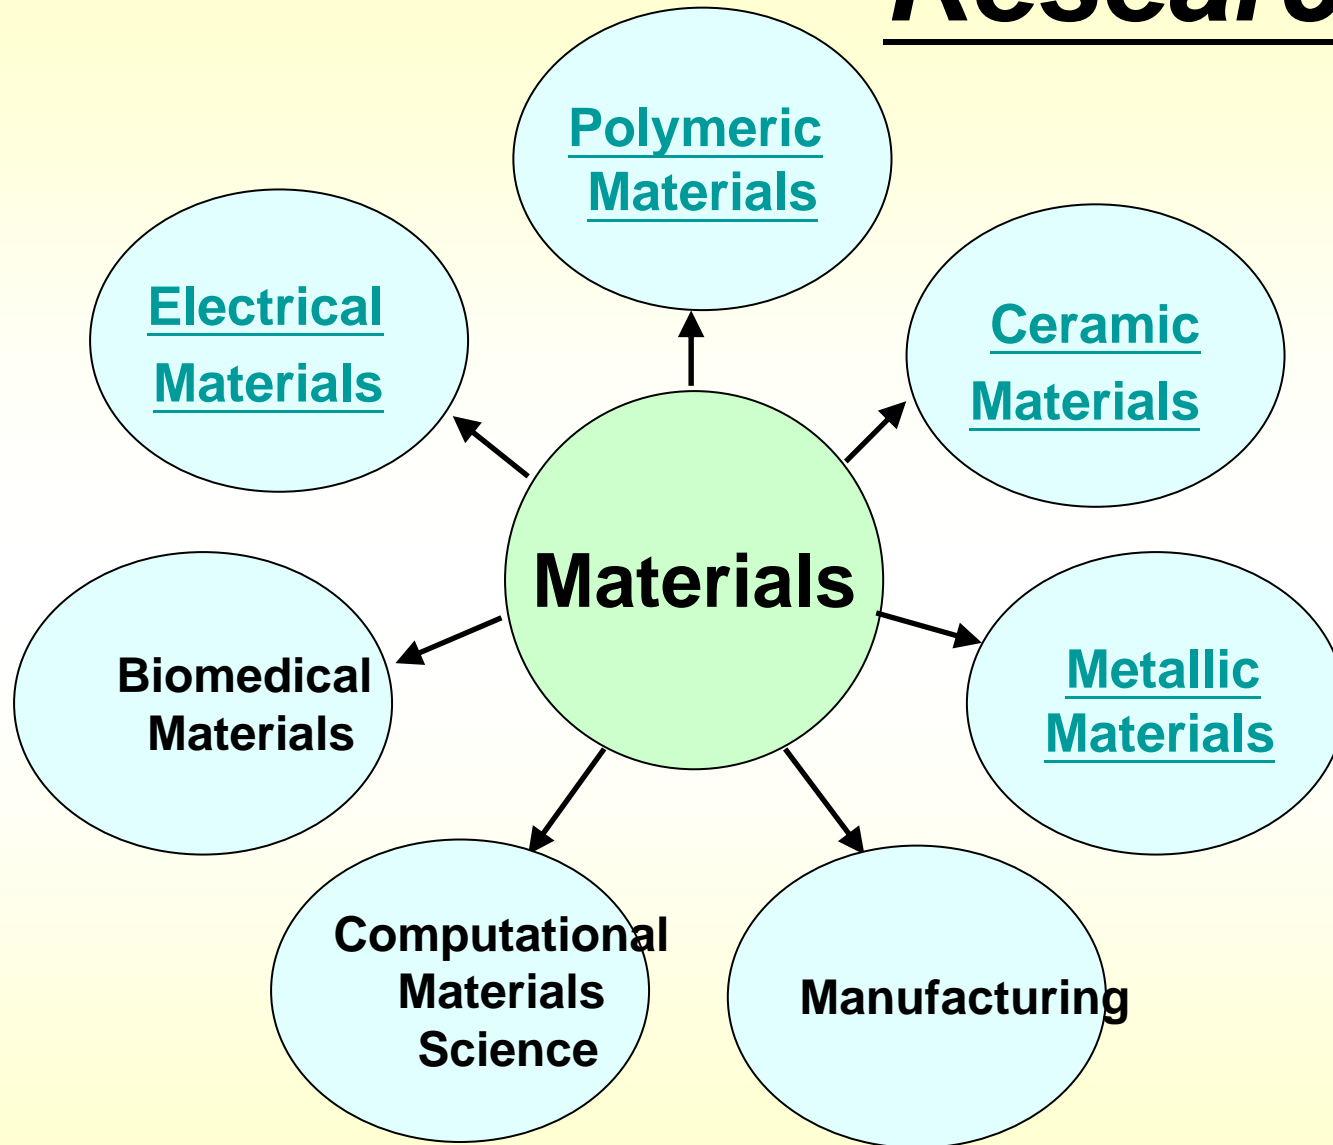 Polymeric
Materials
Electrical
Materials
Ceramic
Materials
Materials
Biomedical
Materials
Metallic
Materials
Computational
Materials
Science
Manufacturing